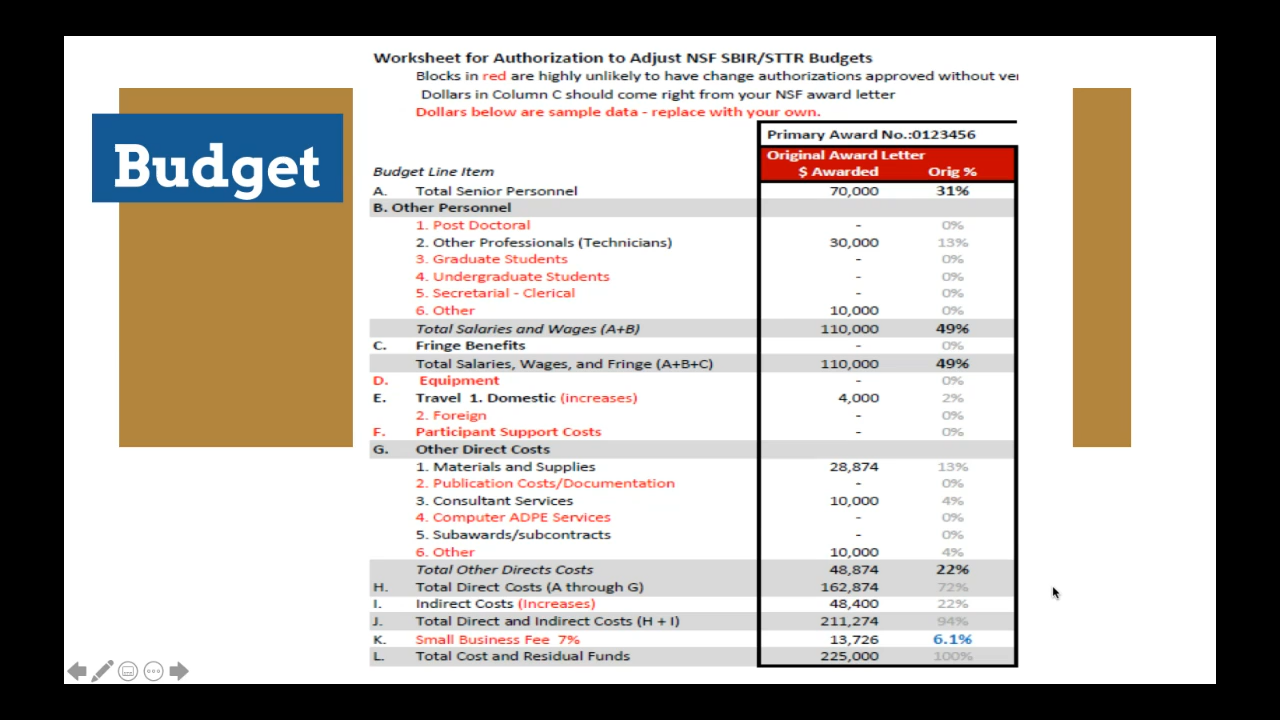 Budget
Worksheet for Authorization to Adjust NSF SBIR/STTR Budgets
Blocks in red are highly unlikely to have change authorizations approved without
Dollars in Column C should come right from your NSF award letter
Dollars below are sample data - replace with your own.
Primary Award No.:0123456
Original Award Letter
Budget Line Item $ Awarded Orig %
A. Total Senior Personnel 70,000 31%
B. Other Personnel
1. Post Doctoral - 0%
2. Other Professionals (Technicians) 30,000 13%
3. Graduate Students - 0%
4. Undergraduate Students - 0%
5. Secretarial - Clerical - 0%
6. Other 10,000 0%
Total Salaries and Wages (A+B) 110,000 49%
C. Fringe Benefits - 0%
Total Salaries, Wages, and Fringe (A+B+C) 110,000 49%
D. Equipment - 0%
E. Travel 1. Domestic (increases) 4,000 2%
2. Foreign - 0%
F. Participant Support Costs - 0%
G. Other Direct Costs
1. Materials and Supplies 28,874 13%
2. Publication Costs/Documentation - 0%
3. Consultant Services 10,000 4%
4. Computer ADPE Services - 0%
5. Subawards/subcontracts - 0%
6. Other 10,000 4%
Total Other Directs Costs 48,874 22%
H. Total Direct Costs (A through G) 162,874 72%
I. Indirect Costs (Increases) 48,400 22%
J. Total Direct and Indirect Costs (H + I) 211,274 94%
K. Small Business Fee 7% 13,726 6.1%
L. Total Cost and Residual Funds 225,000 100%